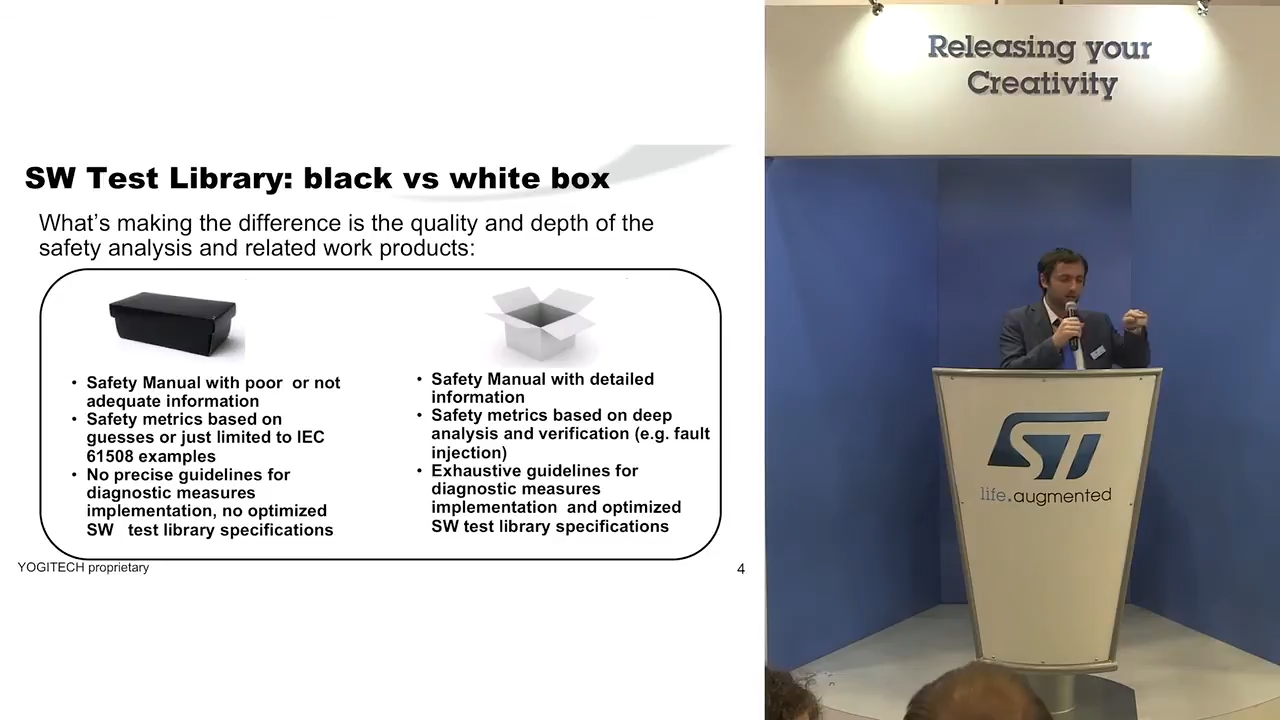 SW Test Library: black vs white box
What's making the difference is the quality and depth of the
safety analysis and related work products:
• Safety Manual with poor or not
adequate information
• Safety metrics based on
guesses or just limited to IEC
61508 examples
• No precise guidelines for
diagnostic measures
implementation, no optimized
SW test library specifications
• Safety Manual with detailed
information
• Safety metrics based on deep
analysis and verification (e.g. fault
injection)
• Exhaustive guidelines for
diagnostic measures
implementation and optimized
SW test library specifications
YOGITECH proprietary
4
Releasing your
Creativity
ST
life.augmented